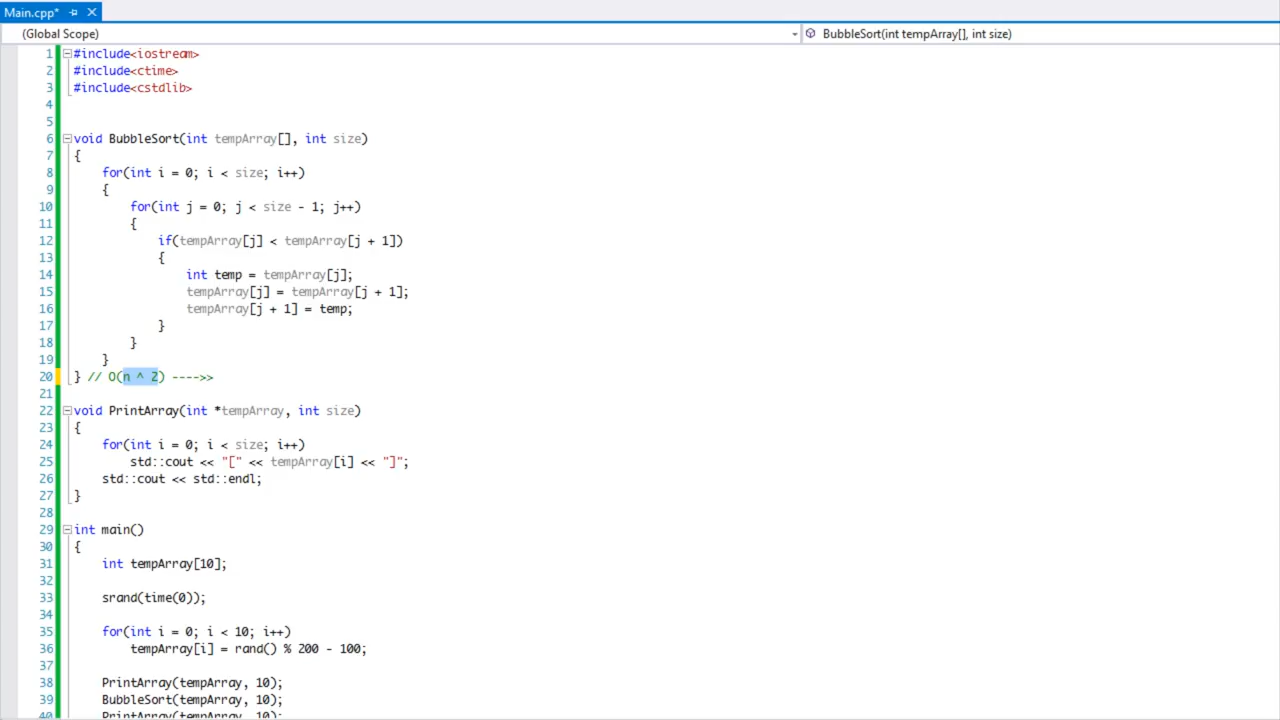 Main.cpp*
(Global Scope) BubbleSort(int tempArray[], int size)
1 #include<iostream>
2 #include<ctime>
3 #include<cstdlib>
4
5
6 void BubbleSort(int tempArray[], int size)
7 {
8 for(int i = 0; i < size; i++)
9 {
10 for(int j = 0; j < size - 1; j++)
11 {
12 if(tempArray[j] < tempArray[j + 1])
13 {
14 int temp = tempArray[j];
15 tempArray[j] = tempArray[j + 1];
16 tempArray[j + 1] = temp;
17 }
18 }
19 }
20 } // O(n ^ 2) ---->>
21
22 void PrintArray(int *tempArray, int size)
23 {
24 for(int i = 0; i < size; i++)
25 std::cout << "[" << tempArray[i] << "]";
26 std::cout << std::endl;
27 }
28
29 int main()
30 {
31 int tempArray[10];
32
33 srand(time(0));
34
35 for(int i = 0; i < 10; i++)
36 tempArray[i] = rand() % 200 - 100;
37
38 PrintArray(tempArray, 10);
39 BubbleSort(tempArray, 10);
40 PrintArray(tempArray, 10);